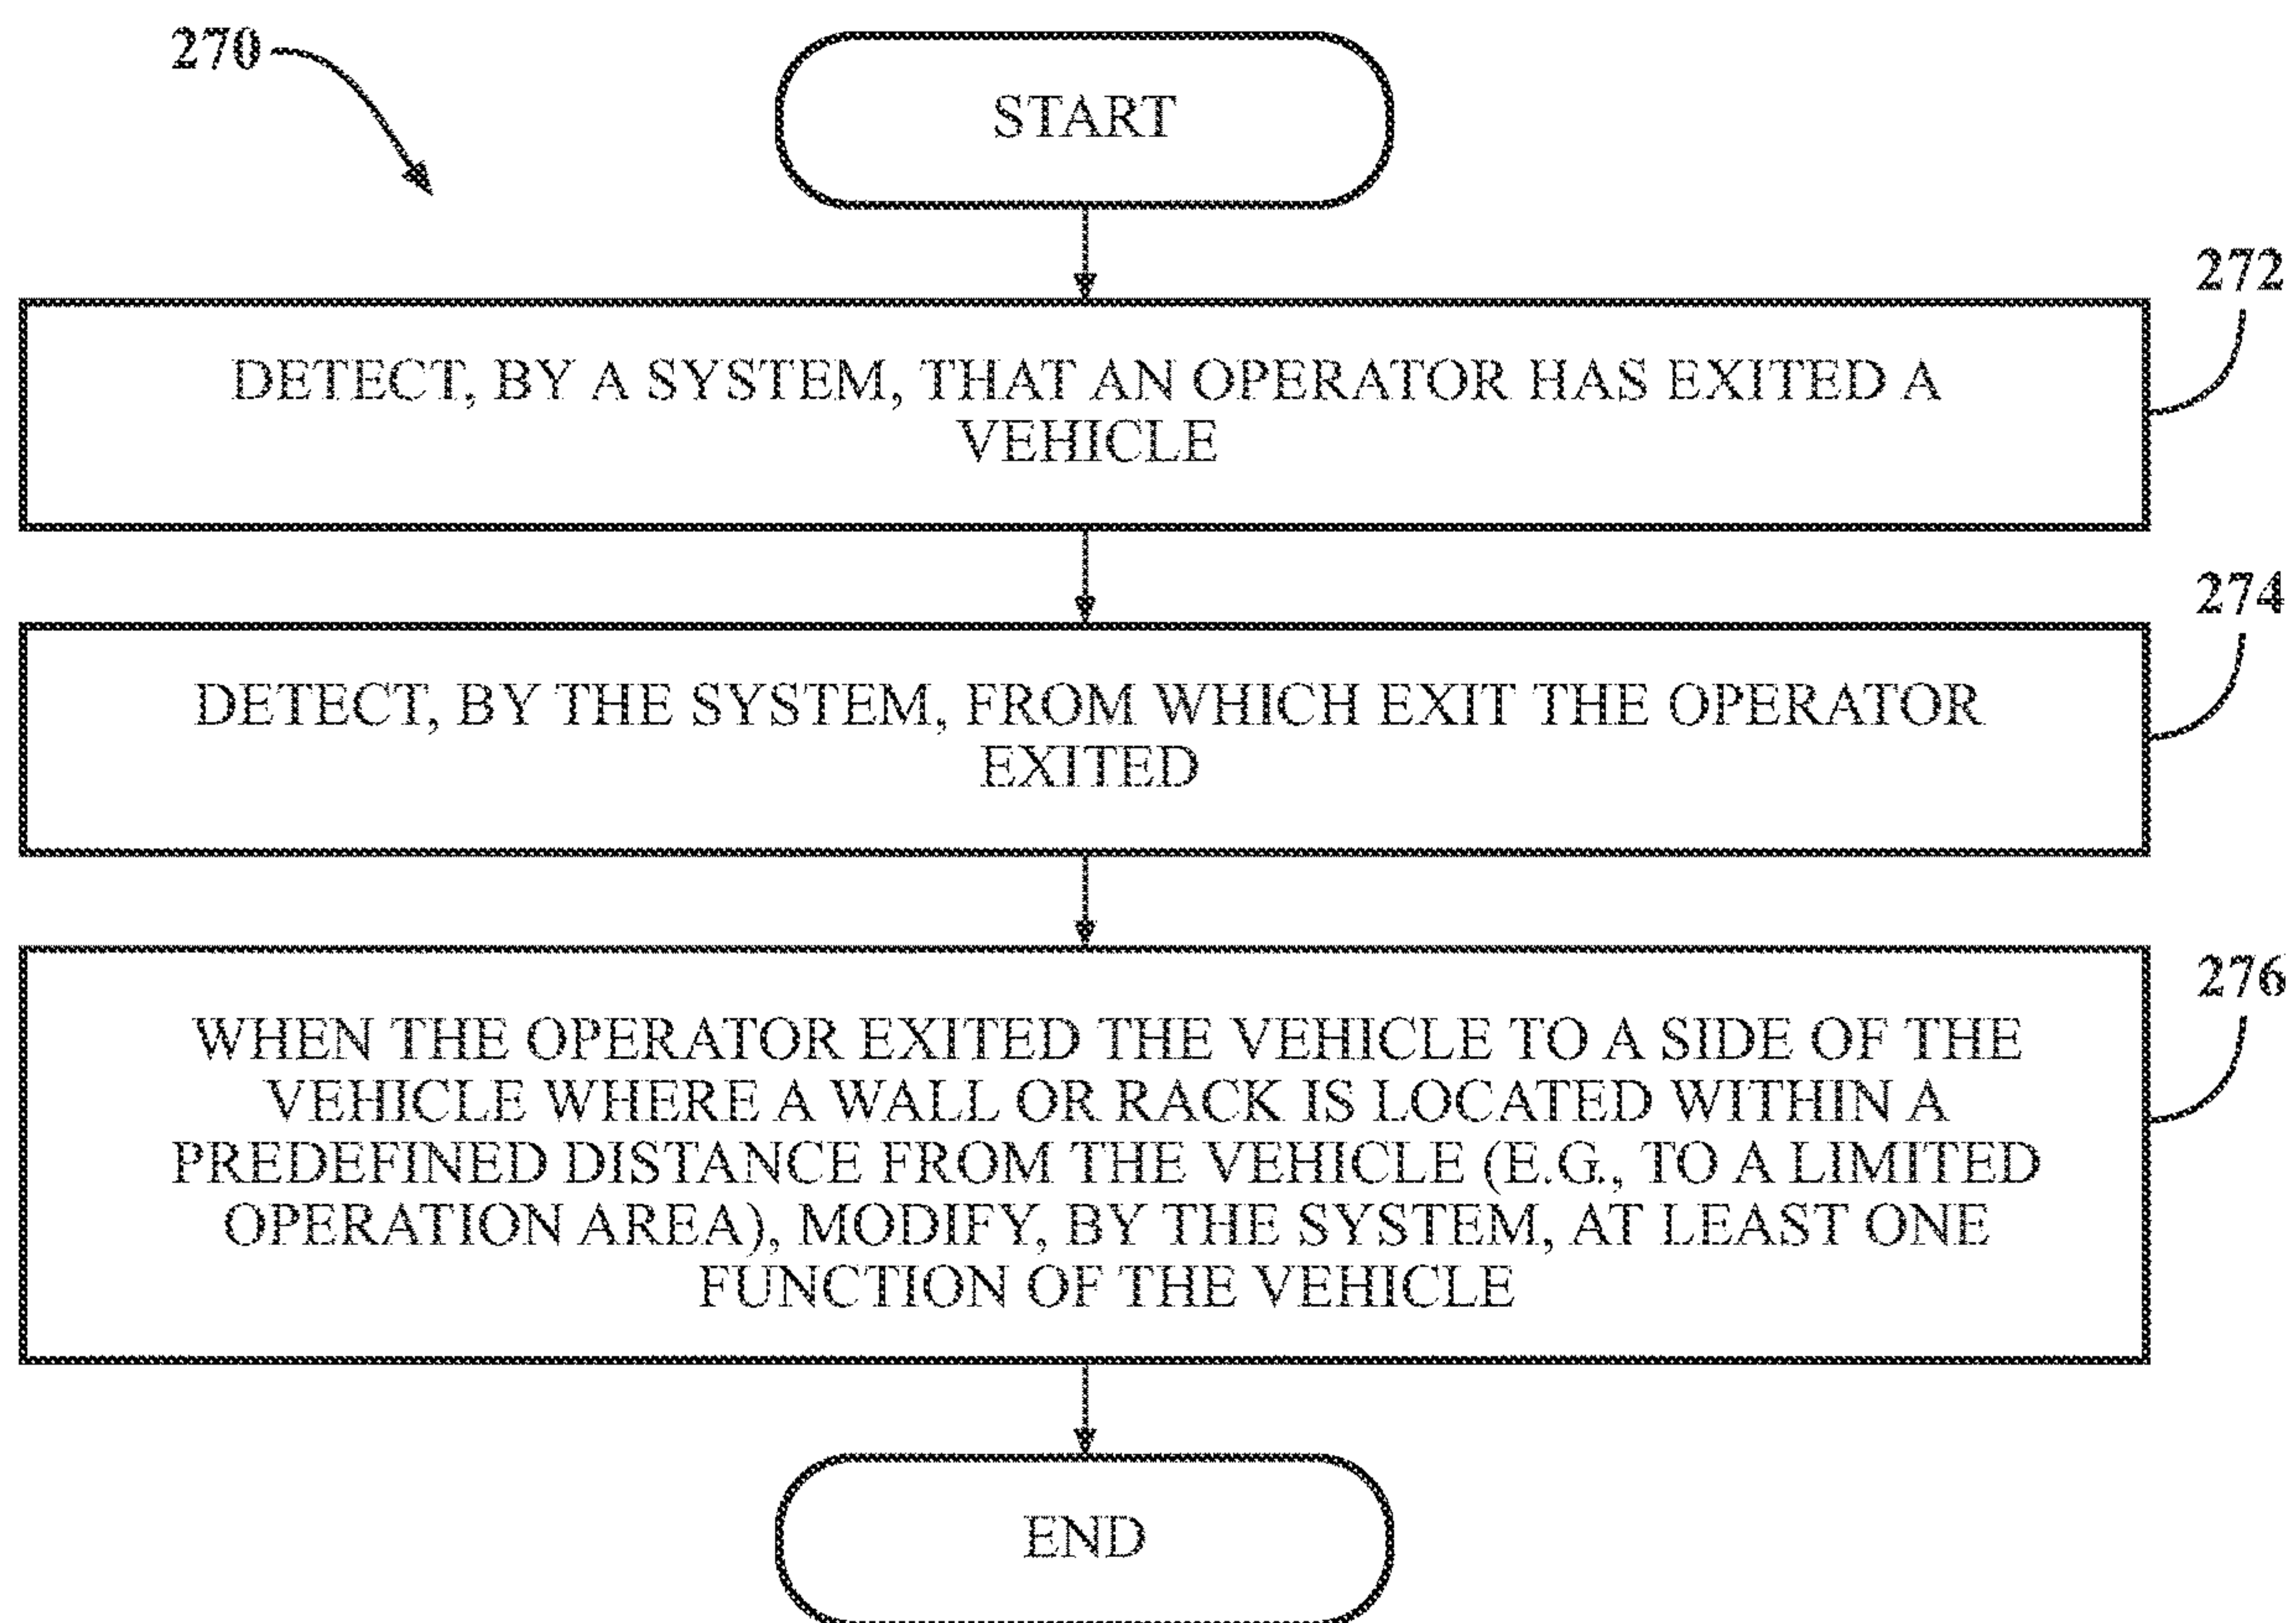 270
START
272
DETECT, BY A SYSTEM, THAT AN OPERATOR HAS EXITED A
VEHICLE
274
DETECT, BY THE SYSTEM, FROM WHICH EXIT THE OPERATOR
EXITED
276
WHEN THE OPERATOR EXITED THE VEHICLE TO A SIDE OF THE
VEHICLE WHERE A WALL OR RACK IS LOCATED WITHIN A
PREDEFINED DISTANCE FROM THE VEHICLE (E.G., TO A LIMITED
OPERATION AREA), MODIFY, BY THE SYSTEM, AT LEAST ONE
FUNCTION OF THE VEHICLE
END